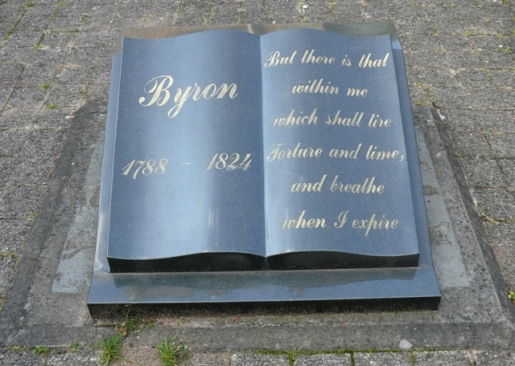 Byron
1788 - 1824
But there is that
within me
which shall tire
Torture and time,
and breathe
when I expire